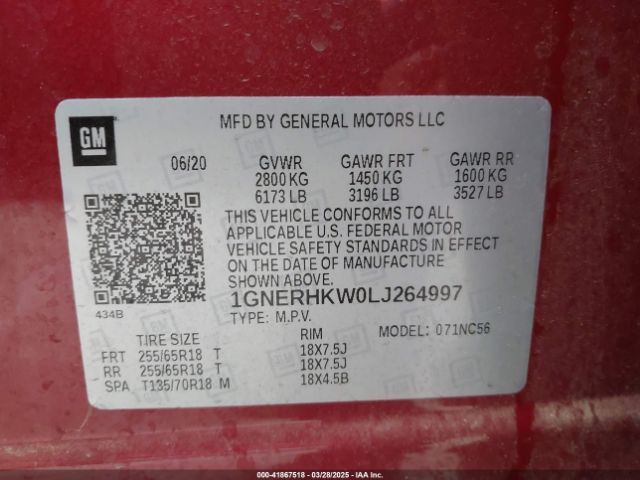 GM
MFD BY GENERAL MOTORS LLC
06/20 GVWR GAWR FRT GAWR RR
2800 KG 1450 KG 1600 KG
6173 LB 3196 LB 3527 LB
THIS VEHICLE CONFORMS TO ALL
APPLICABLE U.S. FEDERAL MOTOR
VEHICLE SAFETY STANDARDS IN EFFECT
ON THE DATE OF MANUFACTURE
SHOWN ABOVE.
434B
1GNERHKW0LJ264997
TYPE: M.P.V.
TIRE SIZE RIM MODEL: 071NC56
FRT 255/65R18 T 18X7.5J
RR 255/65R18 T 18X7.5J
SPA T135/70R18 M 18X4.5B
000-41867518 | 03/28/2025 | IAA, Inc.